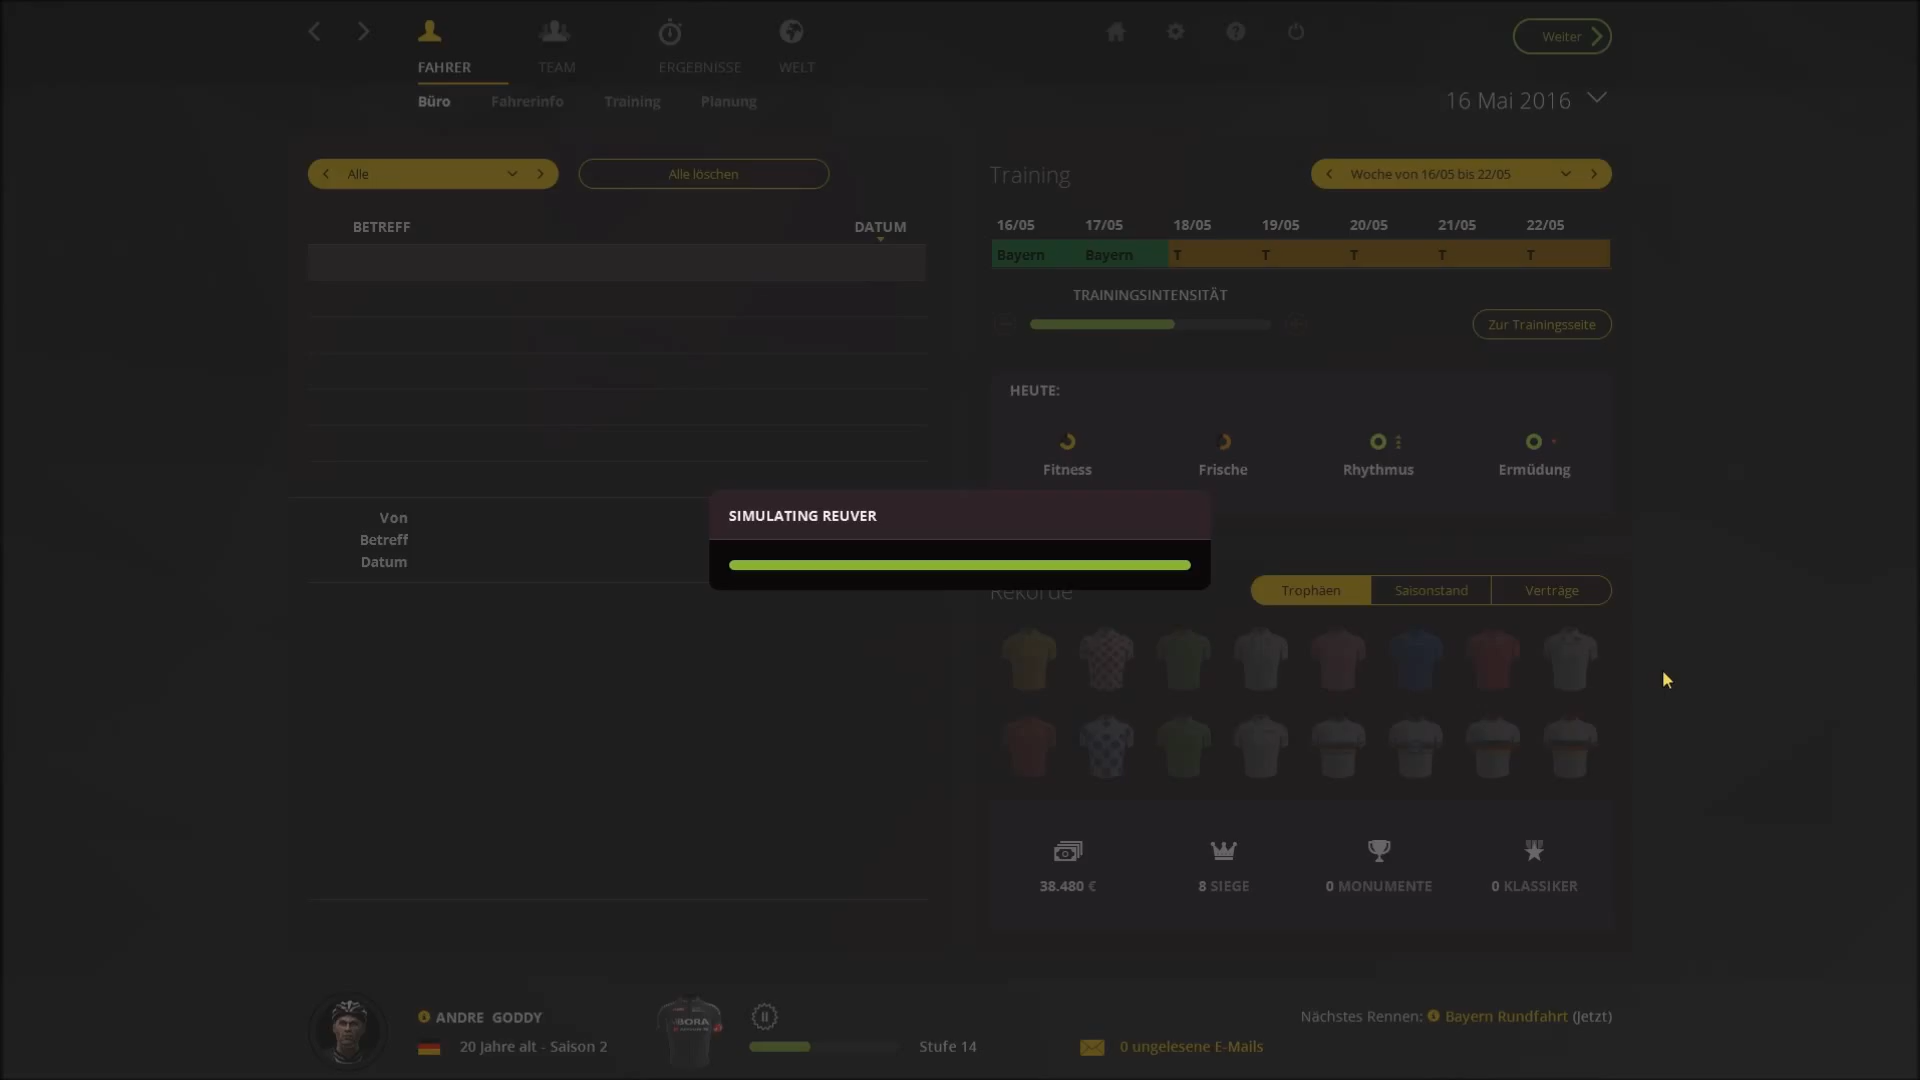 FAHRER
TEAM
ERGEBNISSE
WELT
Weiter
Büro
Fahrerinfo
Training
Planung
16 Mai 2016
Alle
Alle löschen
BETREFF
DATUM
Training
Woche von 16/05 bis 22/05
16/05 17/05 18/05 19/05 20/05 21/05 22/05
Bayern Bayern T T T T T
TRAININGSINTENSITÄT
Zur Trainingsseite
HEUTE:
Fitness
Frische
Rhythmus
Ermüdung
SIMULATING REUVER
Von
Betreff
Datum
Rekorde
Trophäen
Saisonstand
Verträge
38.480 €
8 SIEGE
0 MONUMENTE
0 KLASSIKER
ANDRE GODDY
20 Jahre alt - Saison 2
BORA
Stufe 14
Nächstes Rennen: Bayern Rundfahrt (Jetzt)
0 ungelesene E-Mails